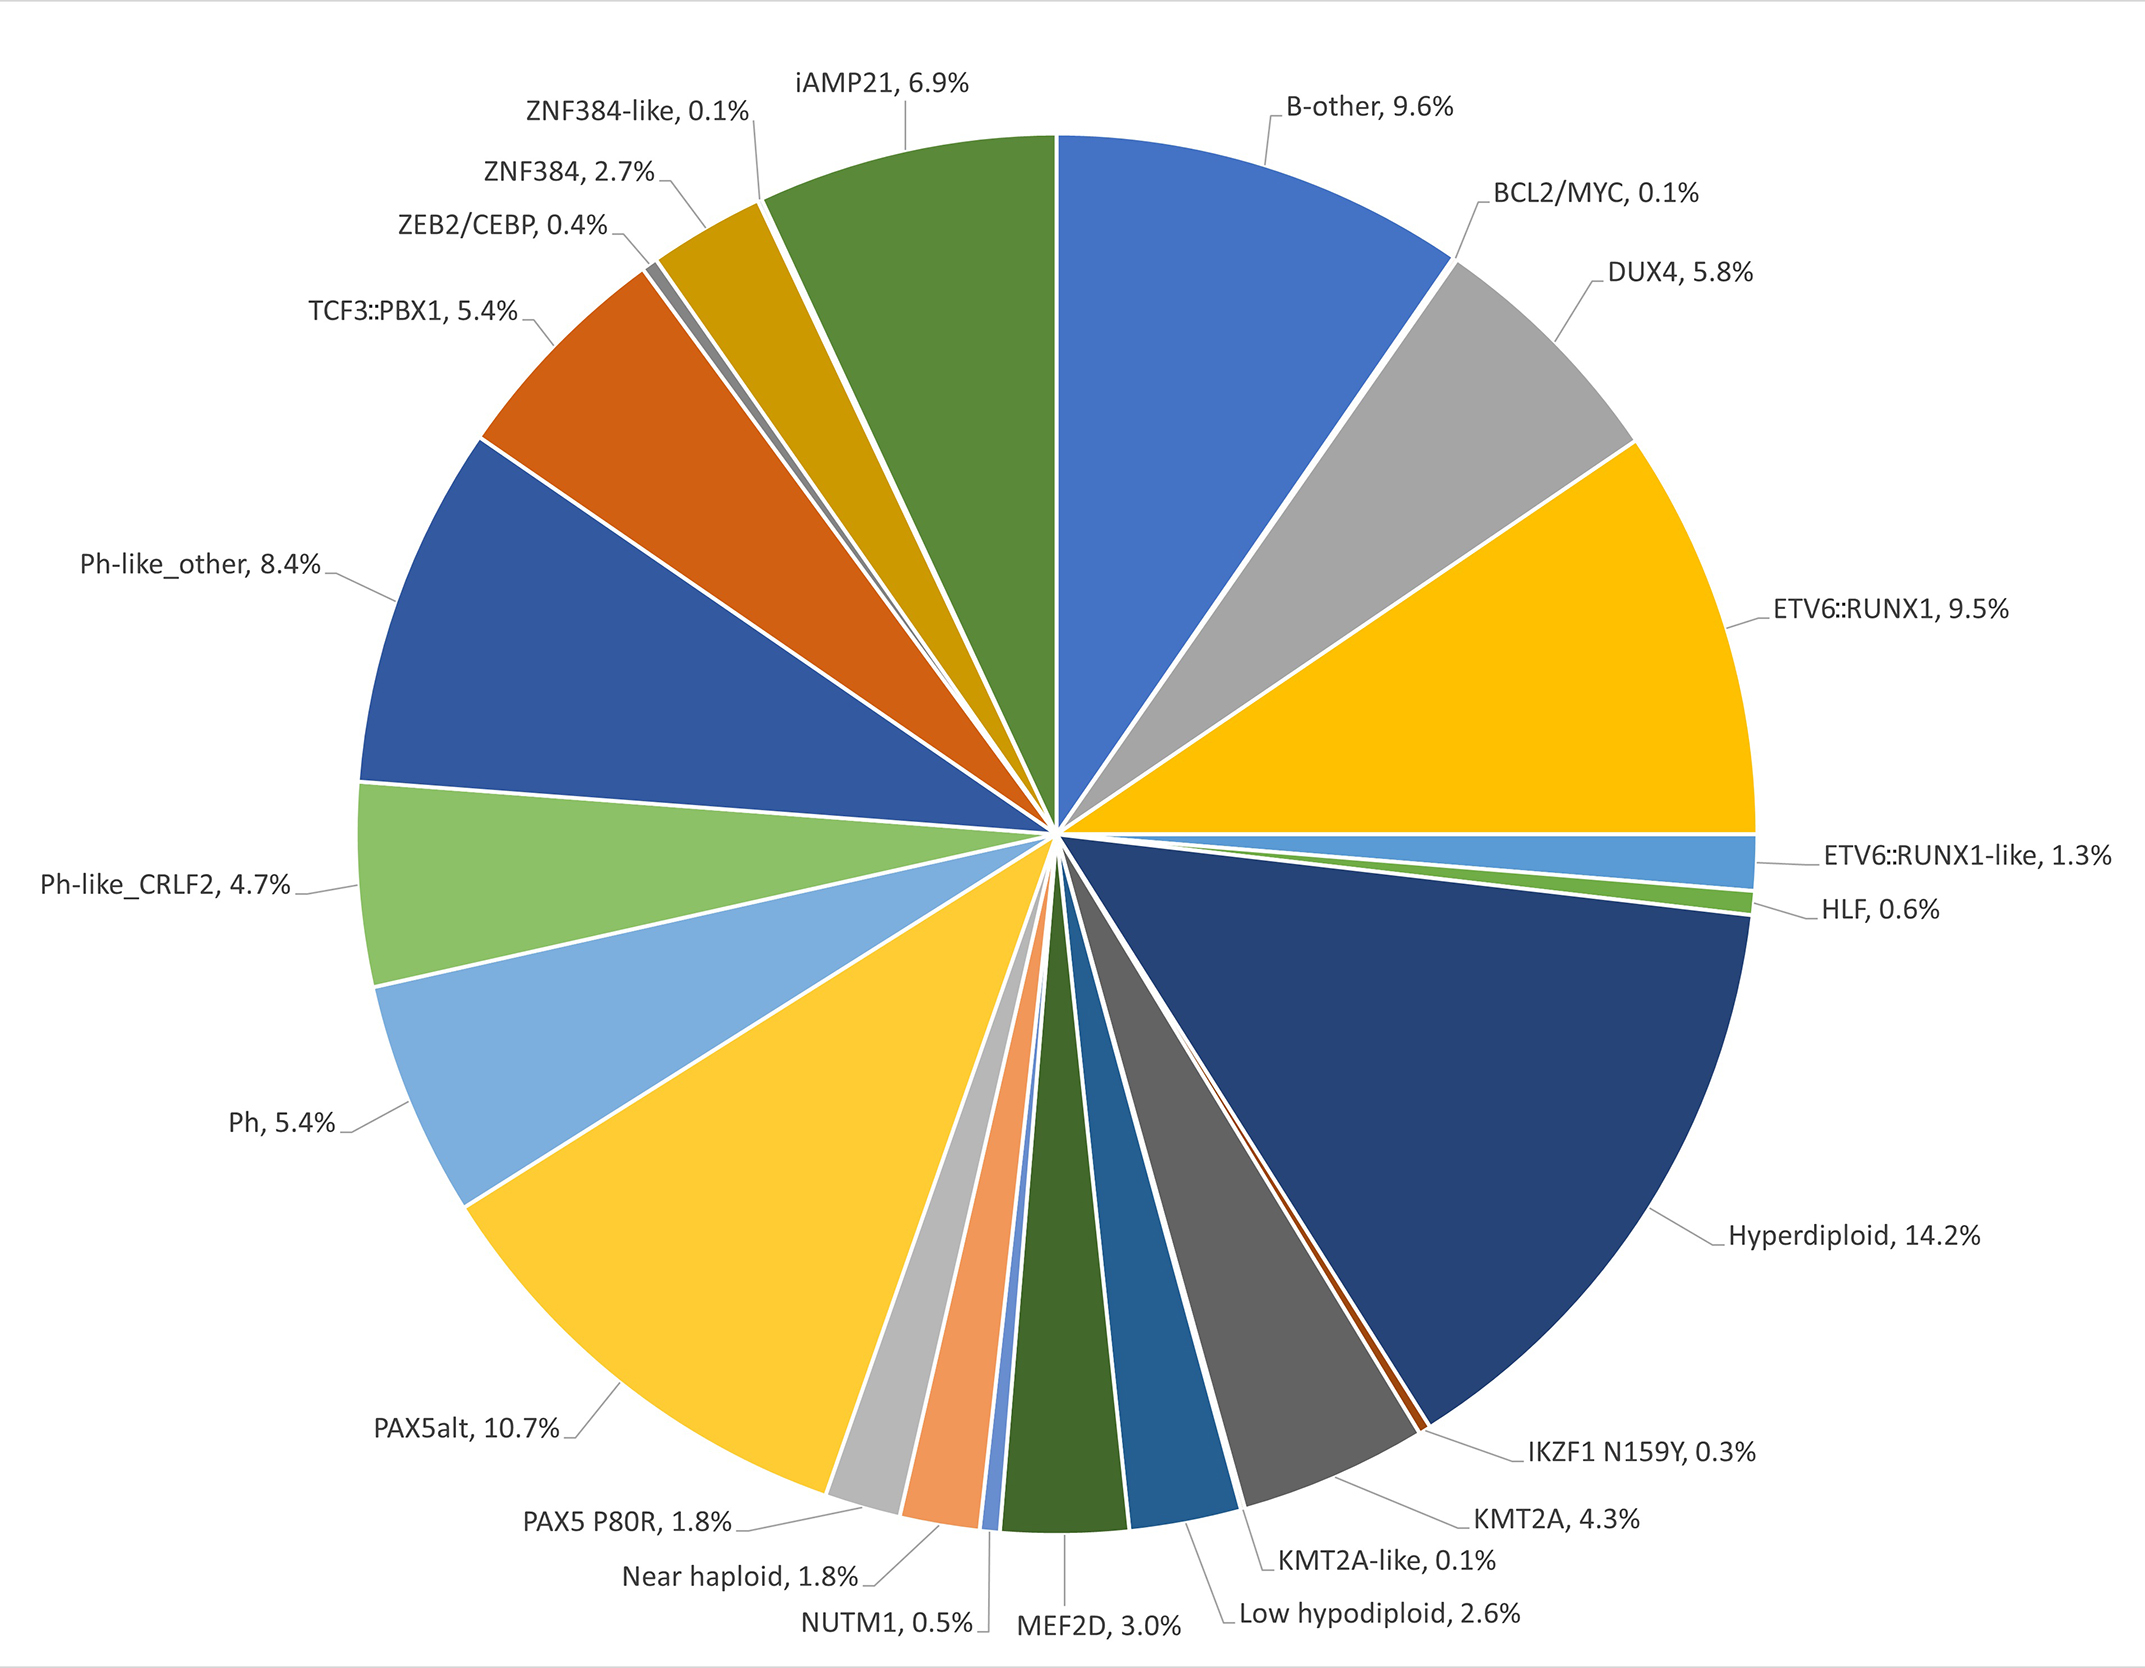 iAMP21, 6.9%
B-other, 9.6%
ZNF384-like, 0.1%
ZNF384, 2.7%
BCL2/MYC, 0.1%
ZEB2/CEBP, 0.4%
DUX4, 5.8%
TCF3::PBX1, 5.4%
Ph-like_other, 8.4%
ETV6::RUNX1, 9.5%
ETV6::RUNX1-like, 1.3%
Ph-like_CRLF2, 4.7%
HLF, 0.6%
Ph, 5.4%
Hyperdiploid, 14.2%
PAX5alt, 10.7%
IKZF1 N159Y, 0.3%
PAX5 P80R, 1.8%
KMT2A, 4.3%
KMT2A-like, 0.1%
Near haploid, 1.8%
Low hypodiploid, 2.6%
NUTM1, 0.5%
MEF2D, 3.0%